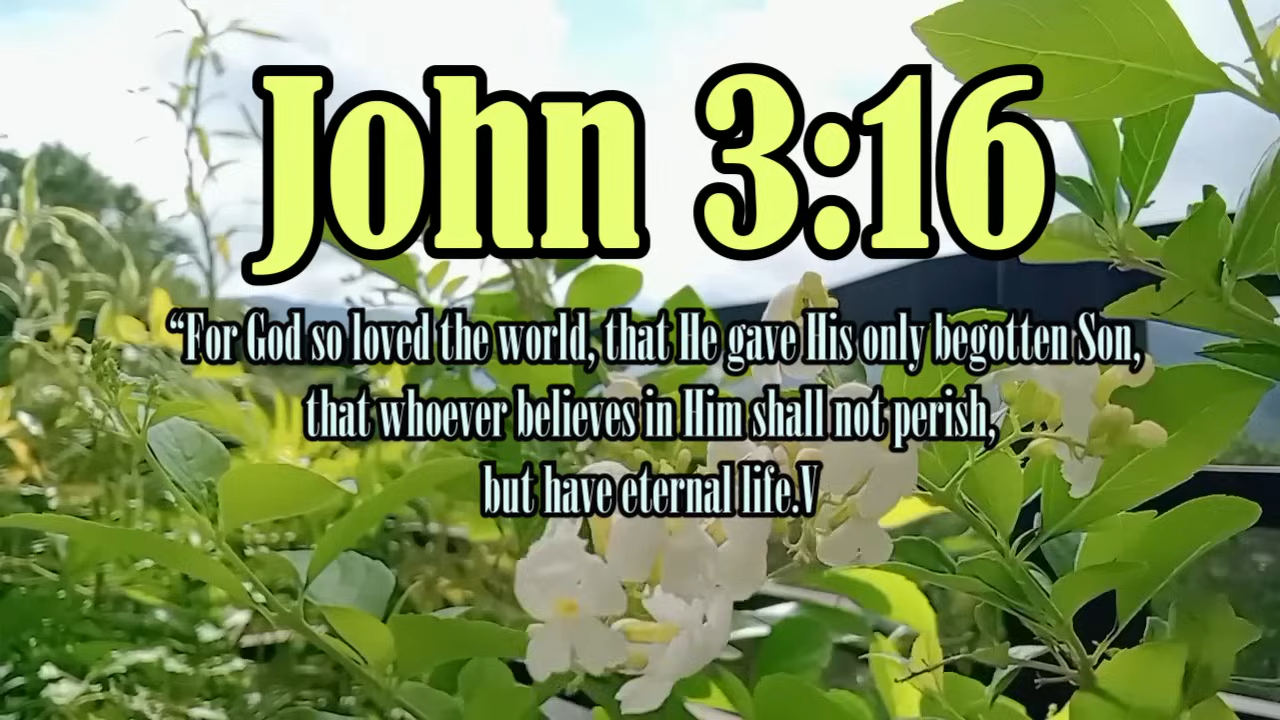 John 3:16
“For God so loved the world, that He gave His only begotten Son,
that whoever believes in Him shall not perish,
but have eternal life.V